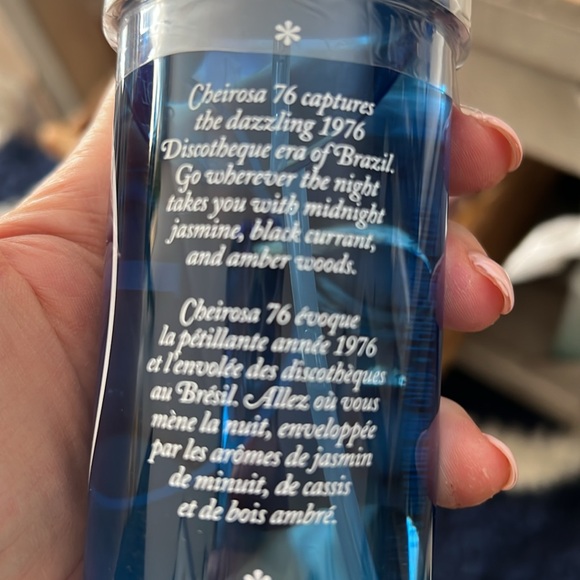 *
Cheirosa 76 captures
the dazzling 1976
Discotheque era of Brazil.
Go wherever the night
takes you with midnight
jasmine, black currant,
and amber woods.
Cheirosa 76 évoque
la pétillante année 1976
et l'envolée des discothèques
au Brésil. Allez où vous
mène la nuit, enveloppée
par les arômes de jasmin
de minuit, de cassis
et de bois ambré.
*